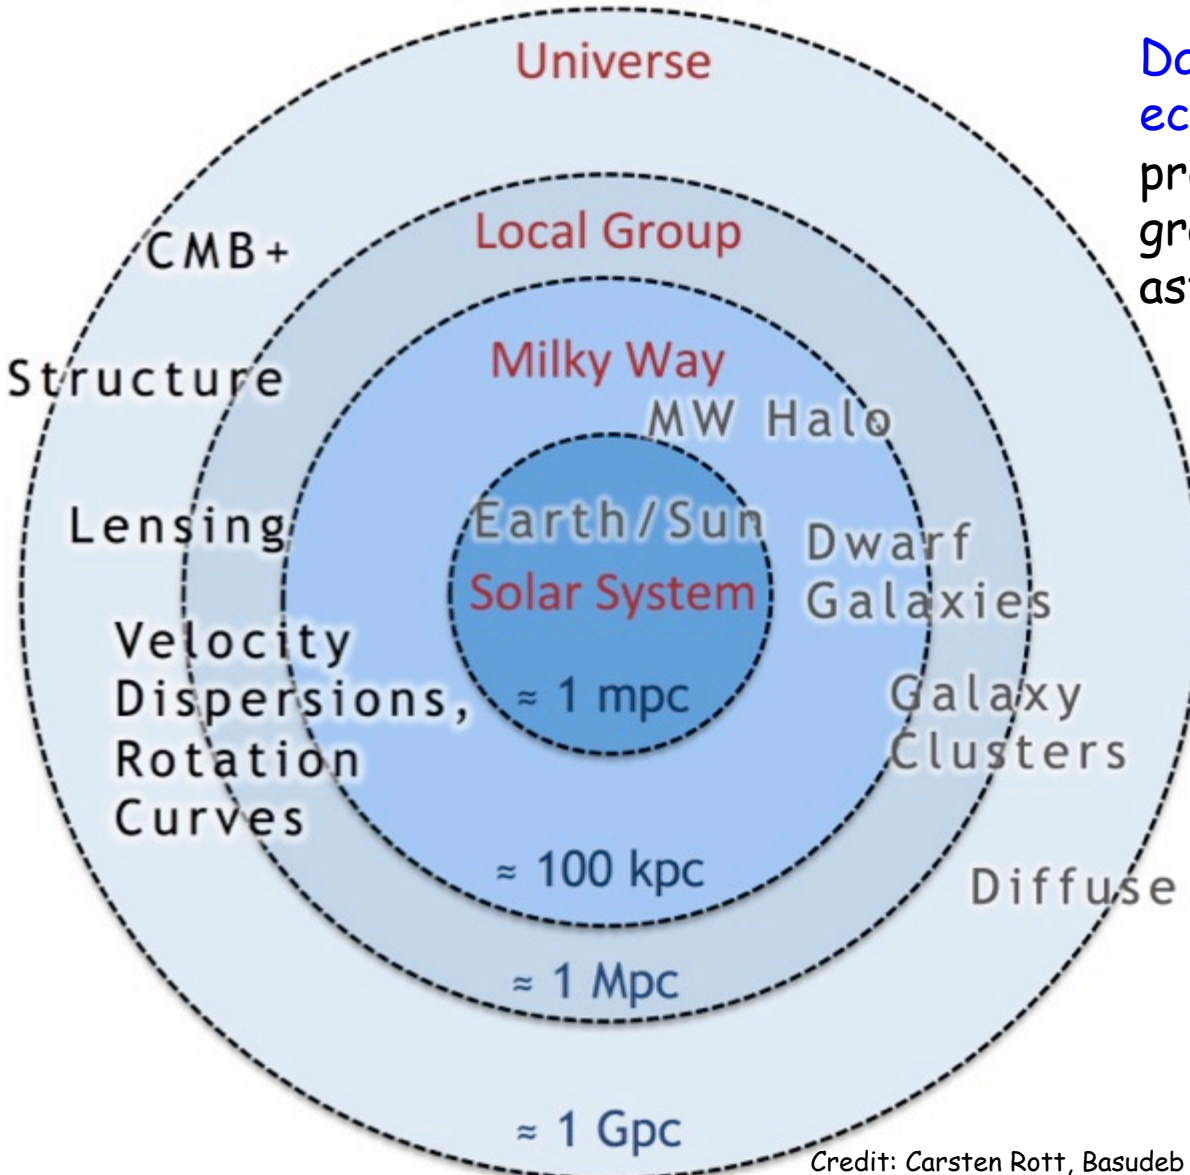 Universe
Local Group
CMB+
Milky Way
Structure
MW Halo
Earth/Sun
Lensing
Dwarf
Galaxies
Solar System
Velocity
Dispersions,
Rotation
Curves
≈ 1 mpc
Galaxy
Clusters
≈ 100 kpc
Diffuse
≈ 1 Mpc
≈ 1 Gpc
Credit: Carsten Rott, Basudeb